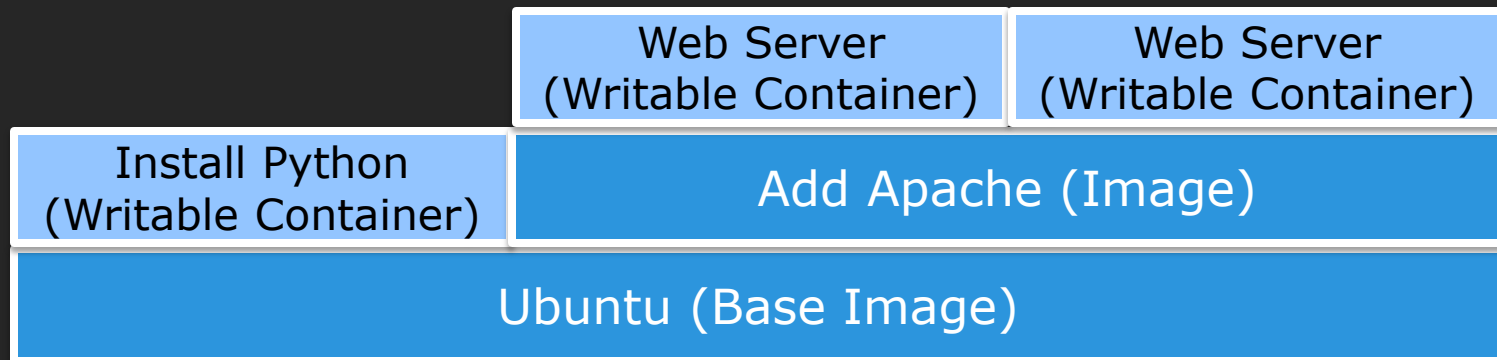 Web Server
(Writable Container)
Web Server
(Writable Container)
Install Python
(Writable Container)
Add Apache (Image)
Ubuntu (Base Image)